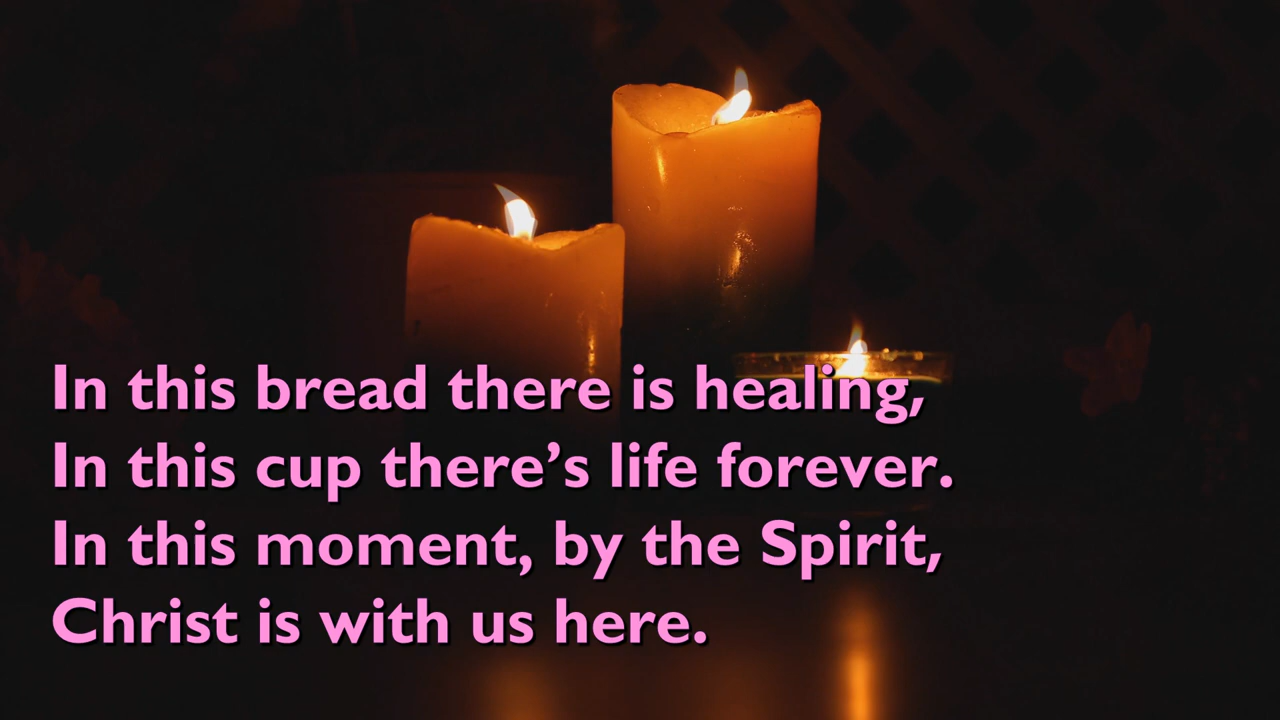 In this bread there is healing,
In this cup there’s life forever.
In this moment, by the Spirit,
Christ is with us here.